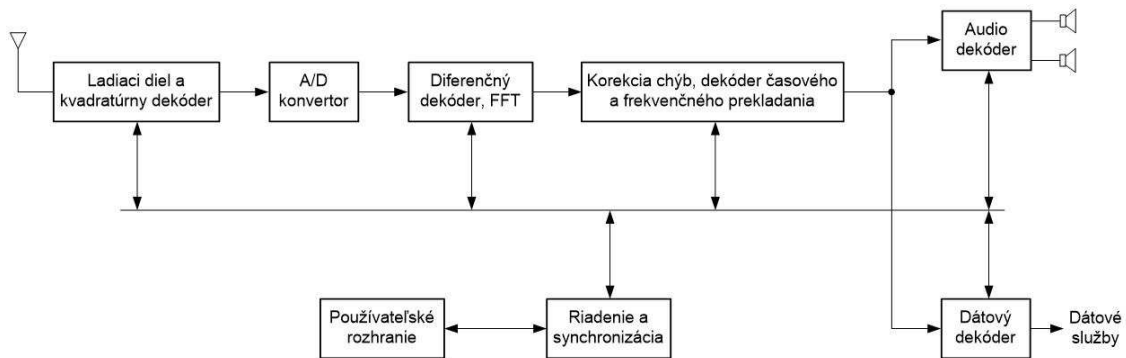 Ladiaci diel a
kvadratúrny dekóder
A/D
konvertor
Diferenčný
dekóder, FFT
Korekcia chýb, dekóder časového
a frekvenčného prekladania
Audio
dekóder
Používateľské
rozhranie
Riadenie a
synchronizácia
Dátový
dekóder
Dátové
služby